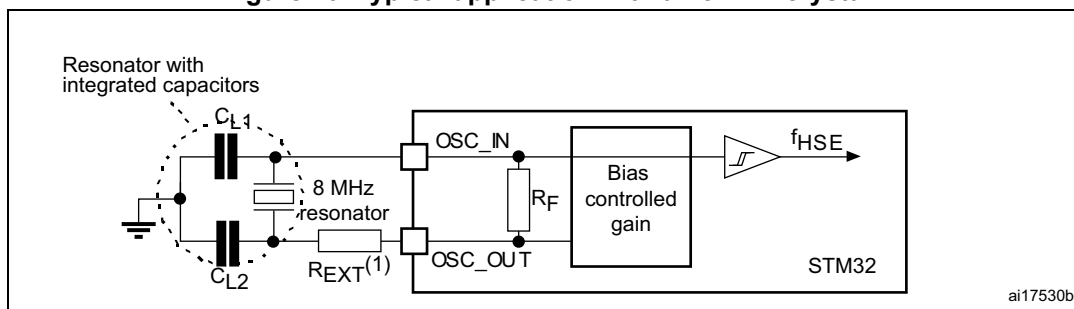 Resonator with
integrated capacitors
CL1
OSC_IN
fHSE
8 MHz
resonator
RF
Bias
controlled
gain
REXT(1)
OSC_OUT
CL2
STM32
ai17530b